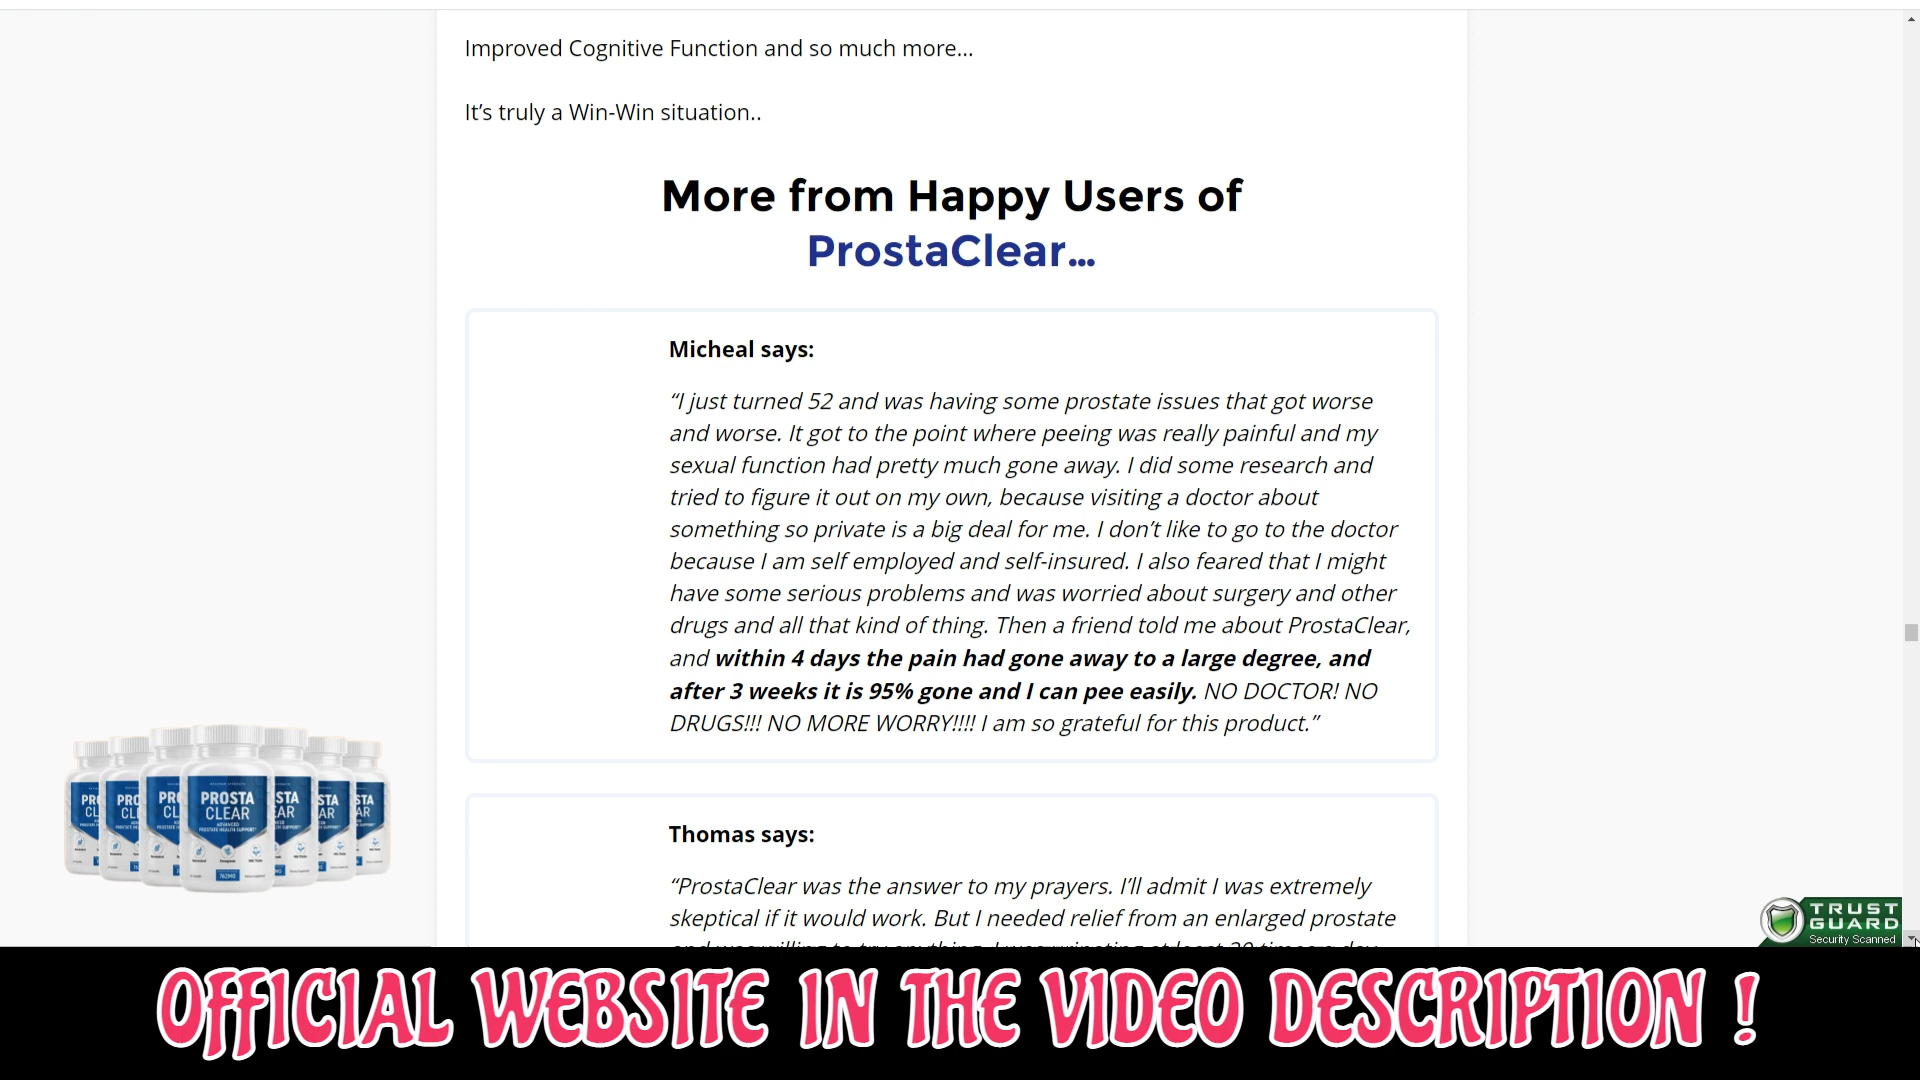 Improved Cognitive Function and so much more...
It’s truly a Win-Win situation..
More from Happy Users of
ProstaClear...
Micheal says:
“I just turned 52 and was having some prostate issues that got worse
and worse. It got to the point where peeing was really painful and my
sexual function had pretty much gone away. I did some research and
tried to figure it out on my own, because visiting a doctor about
something so private is a big deal for me. I don’t like to go to the doctor
because I am self employed and self-insured. I also feared that I might
have some serious problems and was worried about surgery and other
drugs and all that kind of thing. Then a friend told me about ProstaClear,
and within 4 days the pain had gone away to a large degree, and
after 3 weeks it is 95% gone and I can pee easily. NO DOCTOR! NO
DRUGS!!! NO MORE WORRY!!!! I am so grateful for this product.”
PROSTA
CLEAR
ADVANCED
PROSTATE HEALTH SUPPORT
762MG
Thomas says:
“ProstaClear was the answer to my prayers. I’ll admit I was extremely
skeptical if it would work. But I needed relief from an enlarged prostate
TRUST
GUARD
Security Scanned
OFFICIAL WEBSITE IN THE VIDEO DESCRIPTION !